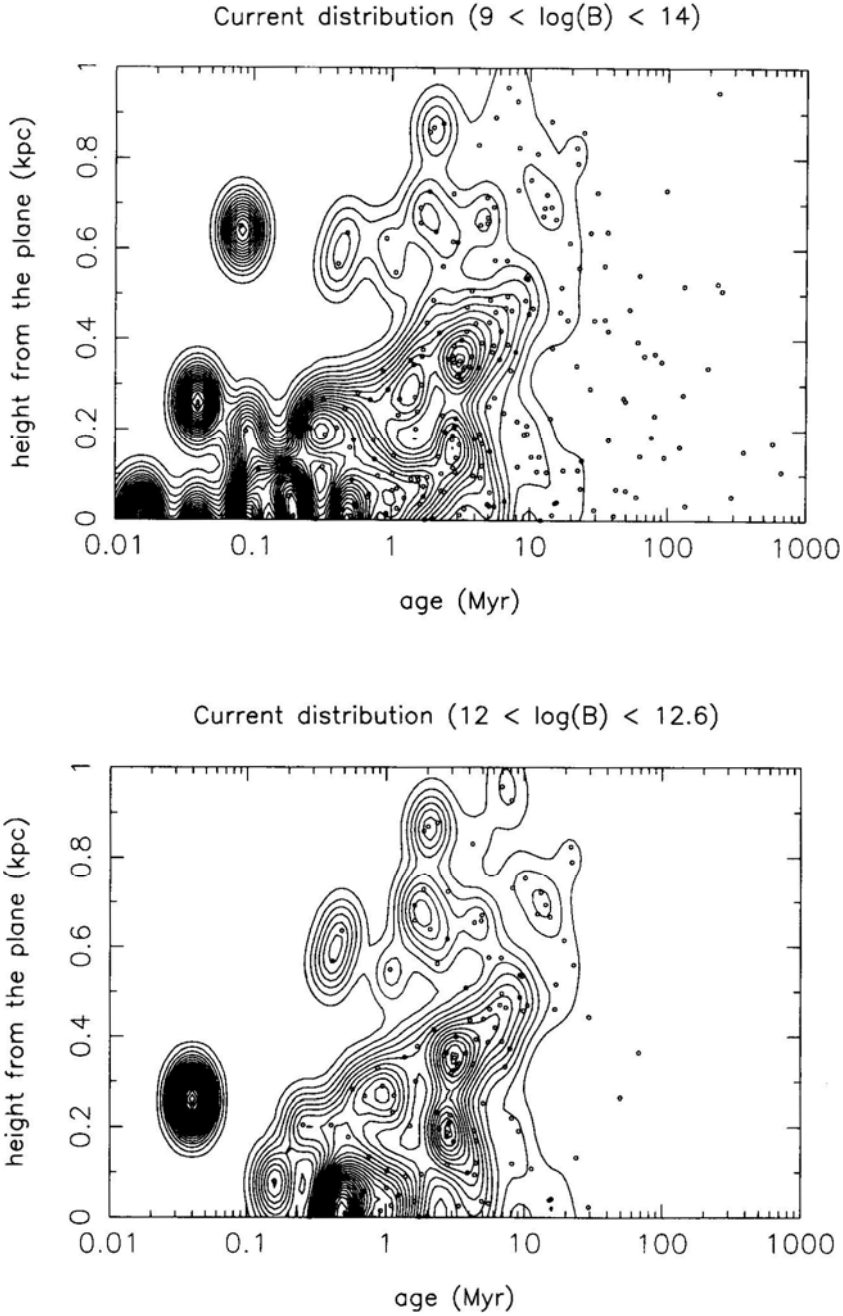 Current distribution (9 < log(B) < 14)
height from the plane (kpc)
1
0.8
0.6
0.4
0.2
0
0.01 0.1 1 10 100 1000
age (Myr)
Current distribution (12 < log(B) < 12.6)
height from the plane (kpc)
1
0.8
0.6
0.4
0.2
0
0.01 0.1 1 10 100 1000
age (Myr)